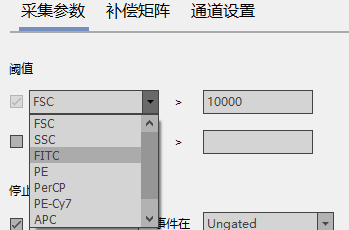 采集参数 补偿矩阵 通道设置
阈值
FSC > 10000
FSC
SSC >
FITC
PE
PerCP
PE-Cy7
APC
停止
事件在 Ungated